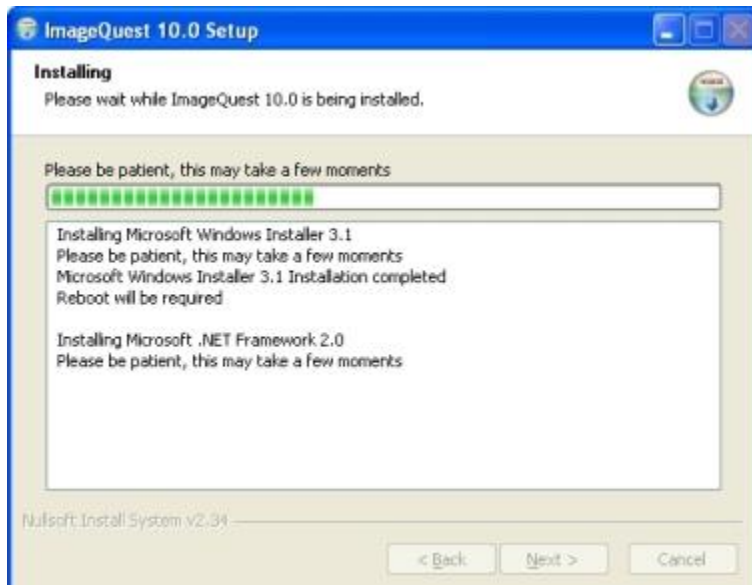 ImageQuest 10.0 Setup
Installing
Please wait while ImageQuest 10.0 is being installed.
Please be patient, this may take a few moments
Installing Microsoft Windows Installer 3.1
Please be patient, this may take a few moments
Microsoft Windows Installer 3.1 Installation completed
Reboot will be required
Installing Microsoft .NET Framework 2.0
Please be patient, this may take a few moments
Nullsoft Install System v2.34
< Back Next > Cancel